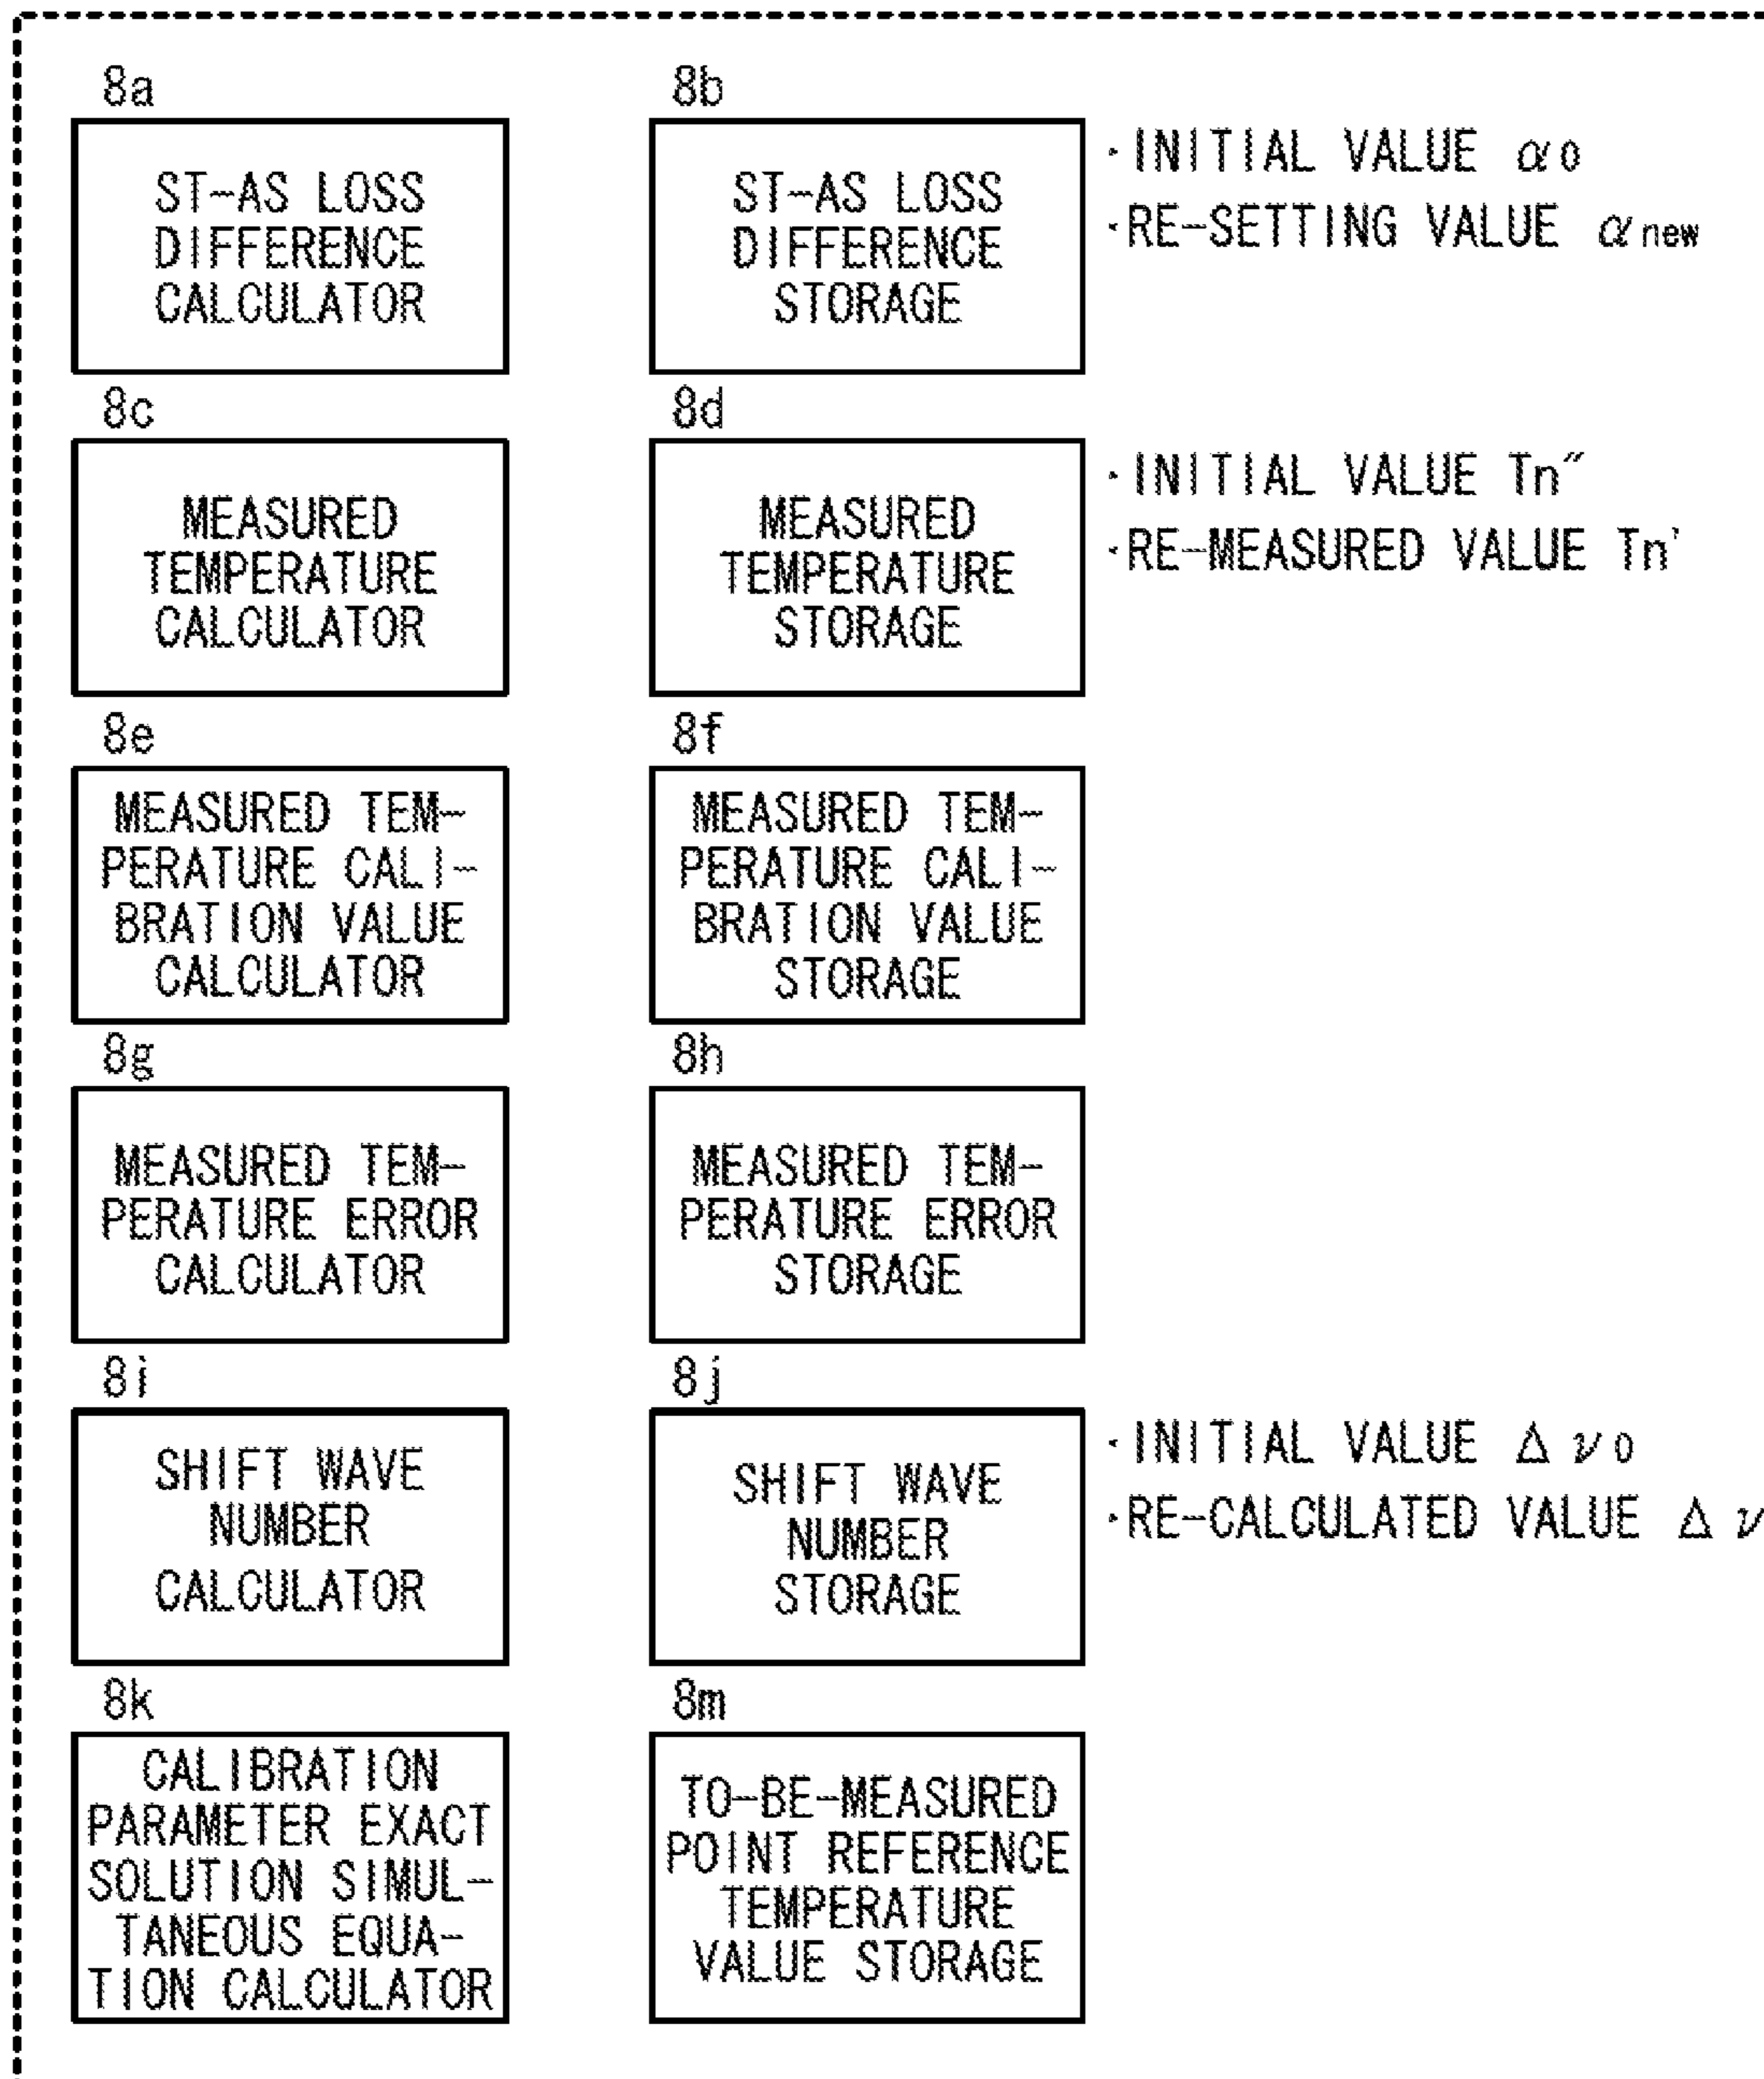 8a
ST-AS LOSS
DIFFERENCE
CALCULATOR
8b
ST-AS LOSS
DIFFERENCE
STORAGE
·INITIAL VALUE α0
·RE-SETTING VALUE αnew
8c
MEASURED
TEMPERATURE
CALCULATOR
8d
MEASURED
TEMPERATURE
STORAGE
·INITIAL VALUE Tn″
·RE-MEASURED VALUE Tn'
8e
MEASURED TEM-
PERATURE CALI-
BRATION VALUE
CALCULATOR
8f
MEASURED TEM-
PERATURE CALI-
BRATION VALUE
STORAGE
8g
MEASURED TEM-
PERATURE ERROR
CALCULATOR
8h
MEASURED TEM-
PERATURE ERROR
STORAGE
8i
SHIFT WAVE
NUMBER
CALCULATOR
8j
SHIFT WAVE
NUMBER
STORAGE
·INITIAL VALUE Δν0
·RE-CALCULATED VALUE Δν
8k
CALIBRATION
PARAMETER EXACT
SOLUTION SIMUL-
TANEOUS EQUA-
TION CALCULATOR
8m
TO-BE-MEASURED
POINT REFERENCE
TEMPERATURE
VALUE STORAGE